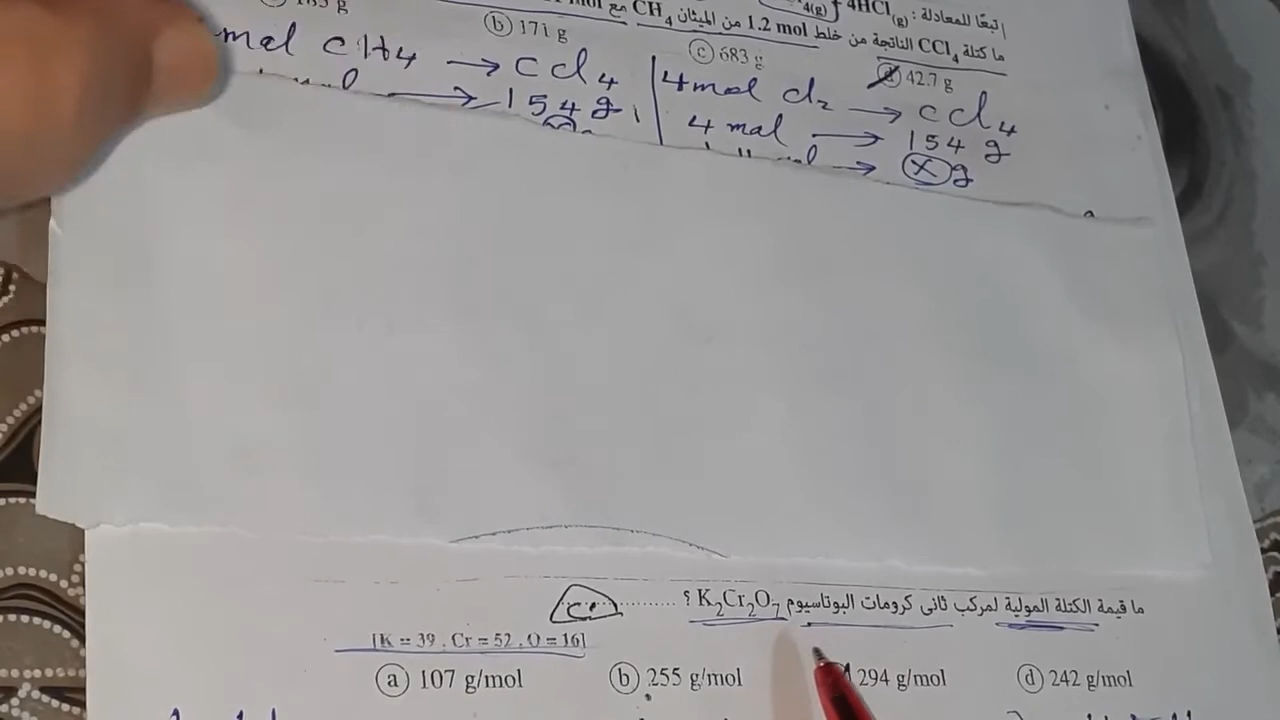 إتبعًا للمعادلة : 4HCl(g) + 4(g)
ما كتلة CCl4 الناتجة من خلط 1.2 mol من الميثان CH4 مع
b 171 g c 683 g d 42.7 g
mol CH4 → CCl4 | 4mol Cl2 → CCl4
→ 154 g, | 4 mol → 154 g
→ X g
ما قيمة الكتلة المولية لمركب ثانى كرومات البوتاسيوم K2Cr2O7 ؟ ..........
[K = 39 , Cr = 52 , O = 16]
a 107 g/mol b 255 g/mol 294 g/mol d 242 g/mol